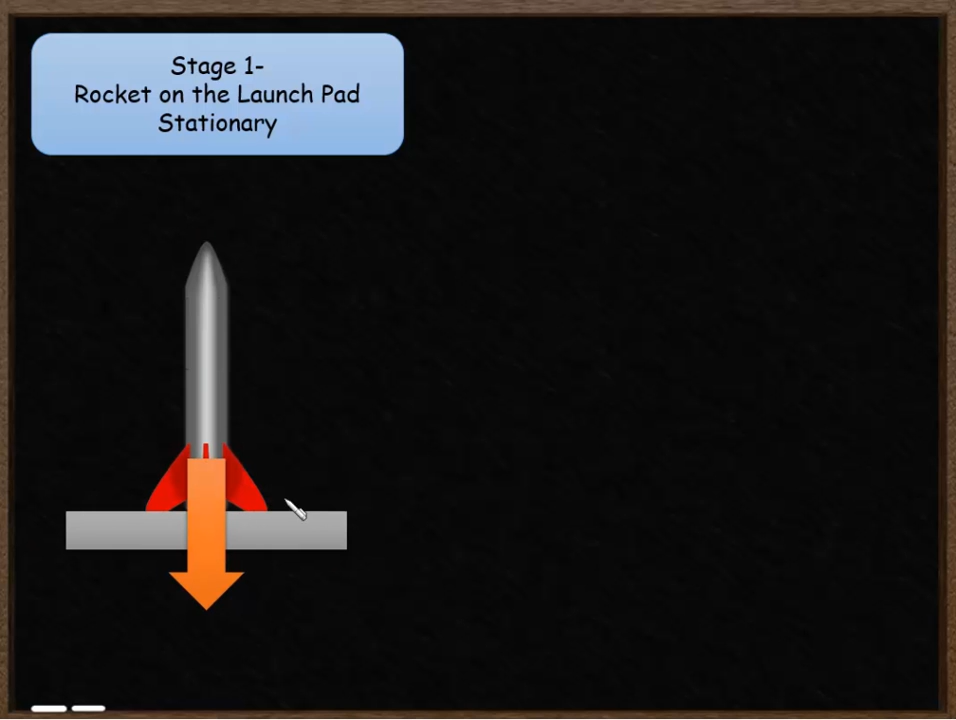 Stage 1-
Rocket on the Launch Pad
Stationary